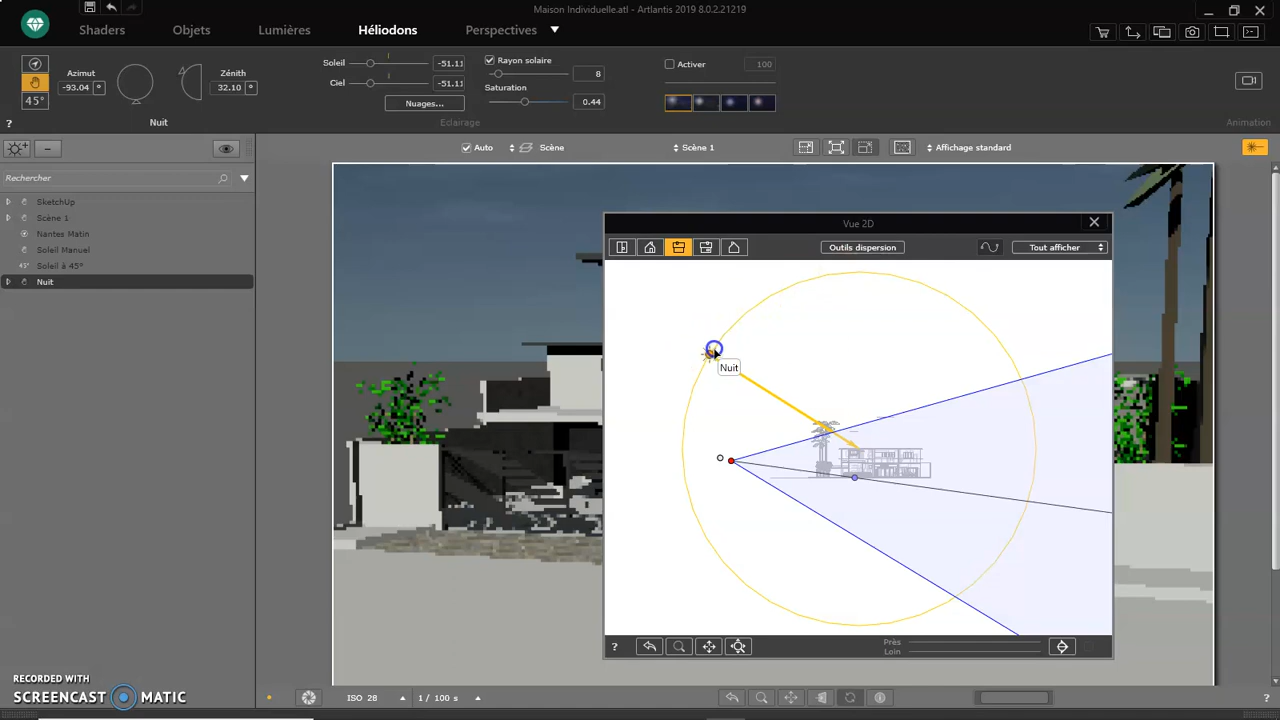 Maison Individuelle.atl - Artlantis 2019 8.0.2.21219
Shaders
Objets
Lumières
Héliodons
Perspectives
Azimut
-93.04
45°
Zénith
32.10
Soleil
-51.11
Ciel
-51.11
Nuages...
Rayon solaire
8
Saturation
0.44
Activer
100
?
Nuit
Eclairage
Animation
Auto
Scène
Scène 1
Affichage standard
Rechercher
SketchUp
Scène 1
Nantes Matin
Soleil Manuel
45° Soleil à 45°
Nuit
Vue 2D
Outils dispersion
Tout afficher
Nuit
?
Près
Loin
RECORDED WITH
SCREENCAST MATIC
ISO 28
1 / 100 s
?